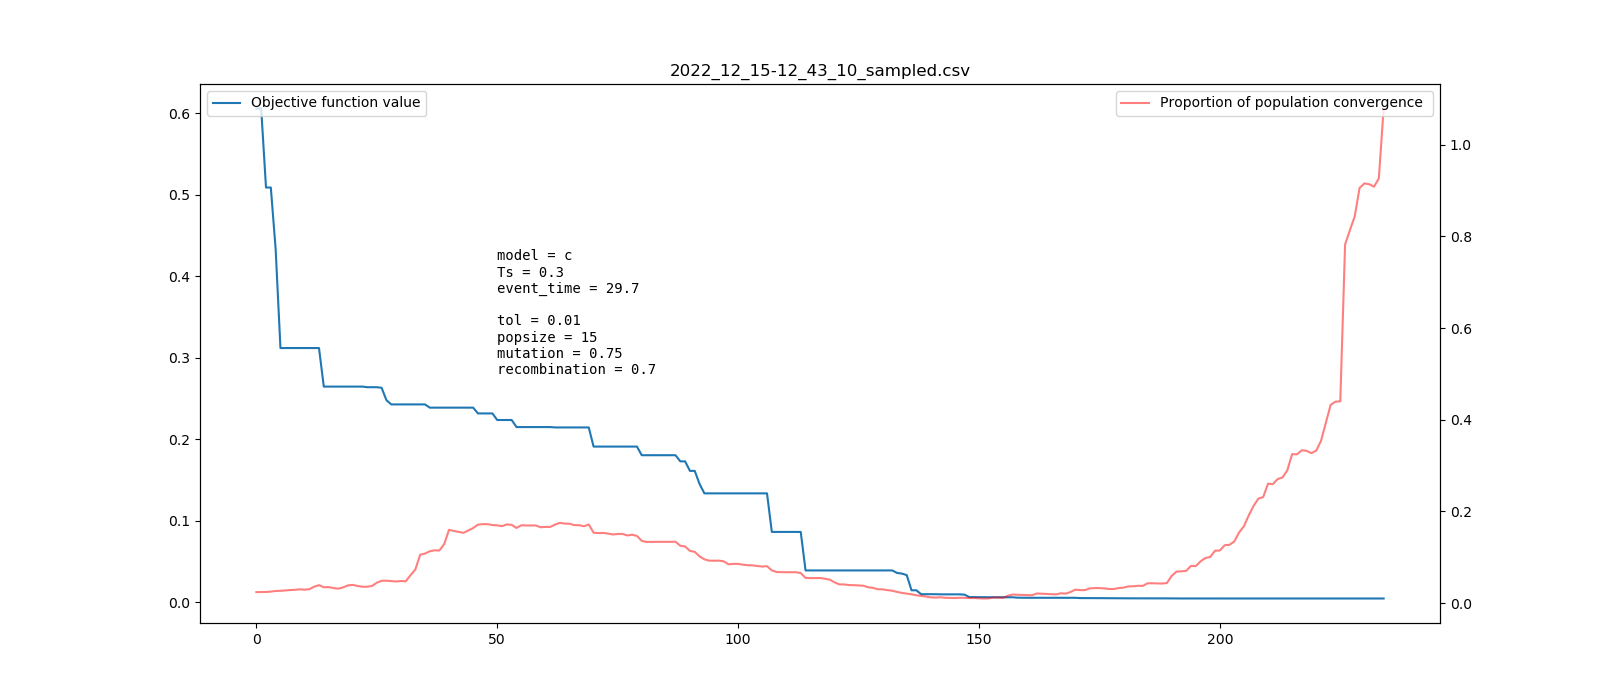 2022_12_15-12_43_10_sampled.csv
Objective function value
Proportion of population convergence
0.6
0.5
0.4
0.3
0.2
0.1
0.0
model = c
Ts = 0.3
event_time = 29.7
tol = 0.01
popsize = 15
mutation = 0.75
recombination = 0.7
1.0
0.8
0.6
0.4
0.2
0.0
0
50
100
150
200